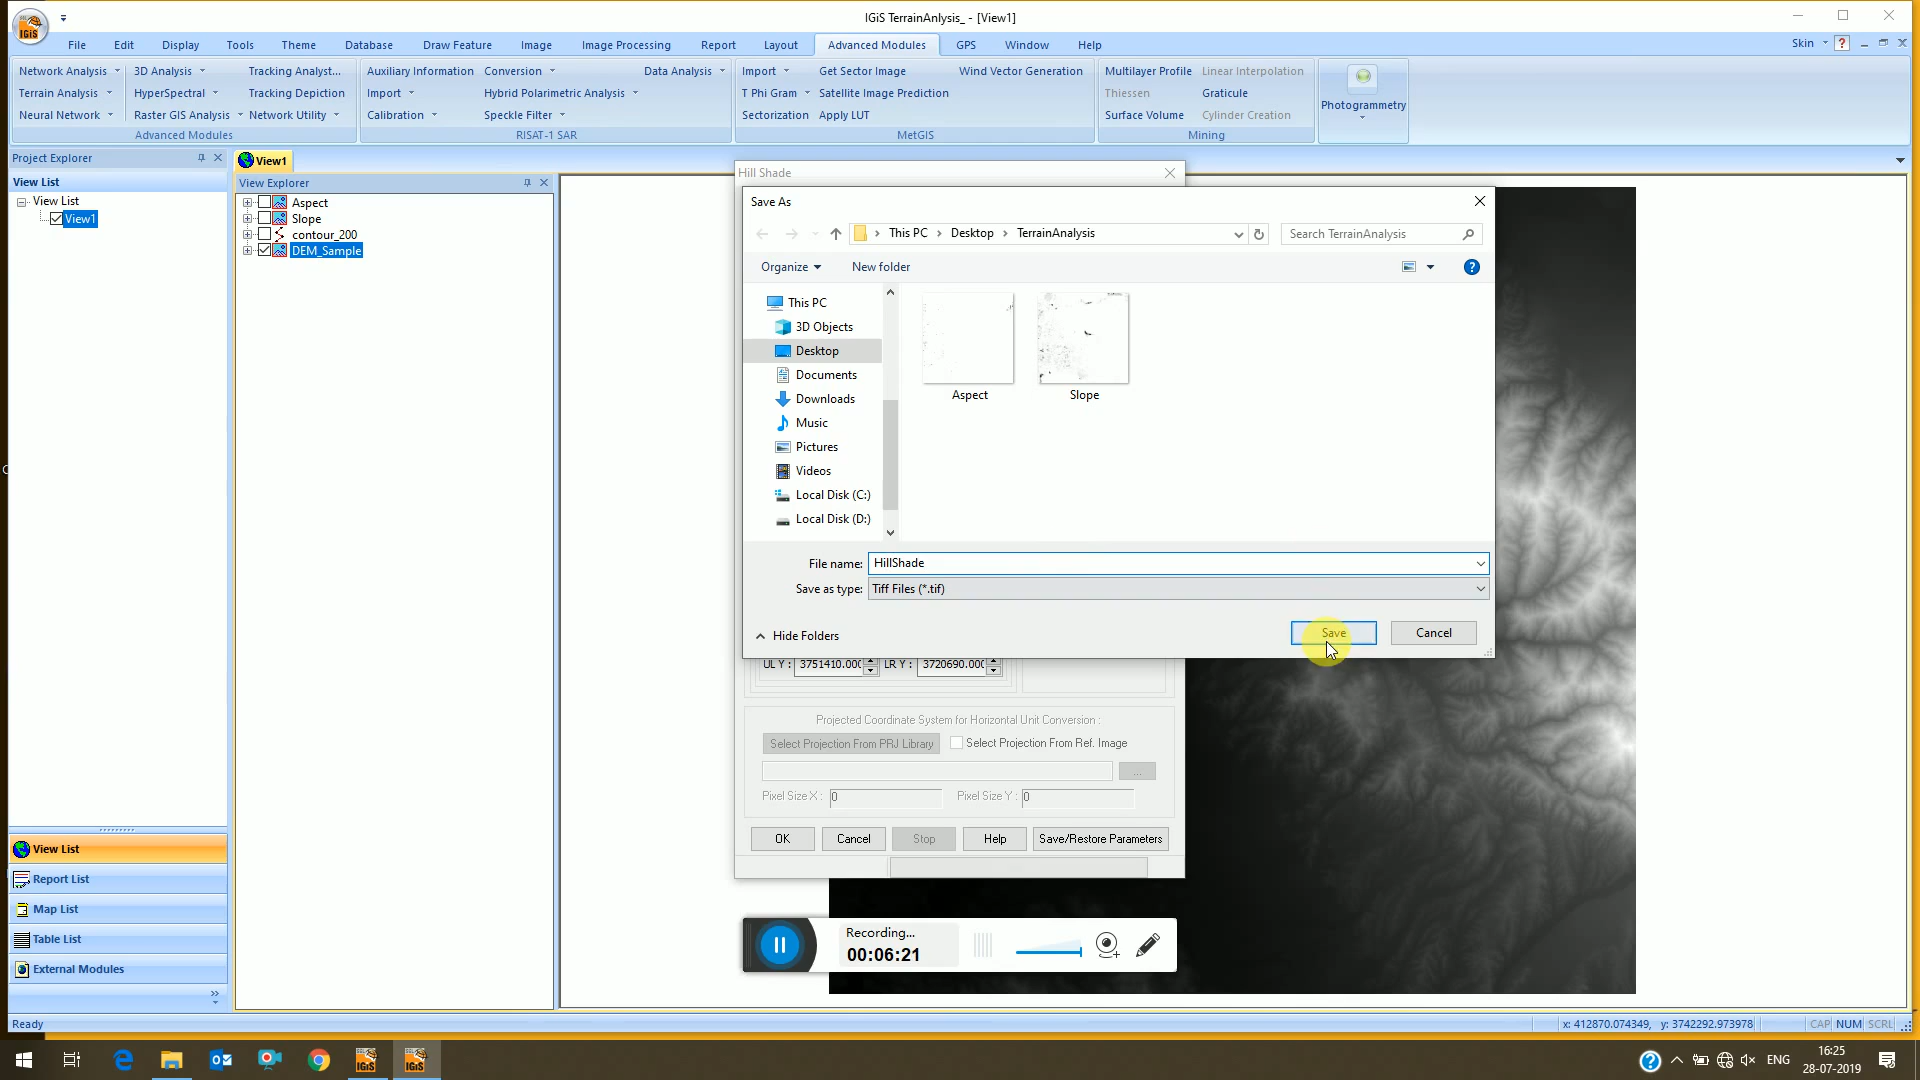 IGiS TerrainAnlysis_ - [View1]
IGiS
File Edit Display Tools Theme Database Draw Feature Image Image Processing Report Layout Advanced Modules GPS Window Help
Skin
Network Analysis 3D Analysis Tracking Analyst... Auxiliary Information Conversion Data Analysis Import Get Sector Image Wind Vector Generation Multilayer Profile Linear Interpolation
Terrain Analysis HyperSpectral Tracking Depiction Import Hybrid Polarimetric Analysis T Phi Gram Satellite Image Prediction Thiessen Graticule
Neural Network Raster GIS Analysis Network Utility Calibration Speckle Filter Sectorization Apply LUT Surface Volume Cylinder Creation
Photogrammetry
Advanced Modules RISAT-1 SAR MetGIS Mining
Project Explorer
View1
View List
View Explorer
View List
View1
Aspect
Slope
contour_200
DEM_Sample
Hill Shade
Save As
This PC › Desktop › TerrainAnalysis
Search TerrainAnalysis
Organize New folder
This PC
3D Objects
Desktop
Documents
Downloads
Music
Pictures
Videos
Local Disk (C:)
Local Disk (D:)
Aspect
Slope
File name: HillShade
Save as type: Tiff Files (*.tif)
Hide Folders
Save
Cancel
UL Y : 3751410.000 LR Y : 3720690.000
Projected Coordinate System for Horizontal Unit Conversion :
Select Projection From PRJ Library Select Projection From Ref. Image
...
Pixel Size X : 0 Pixel Size Y : 0
OK Cancel Stop Help Save/Restore Parameters
Recording...
00:06:21
View List
Report List
Map List
Table List
External Modules
Ready
x: 412870.074349, y: 3742292.973978
CAP NUM SCRL
IGiS
IGiS
ENG
16:25
28-07-2019